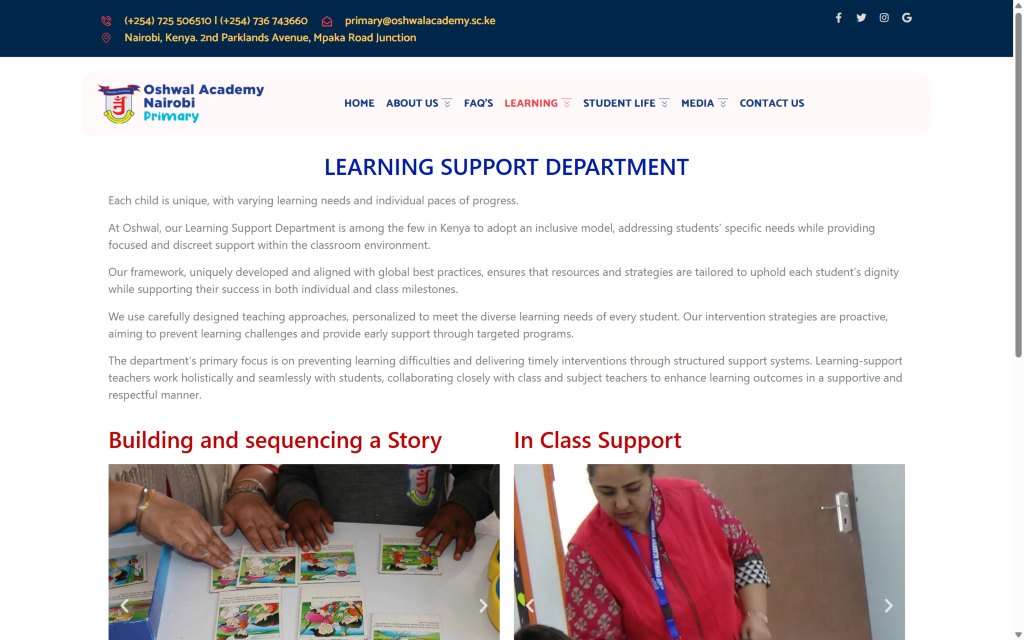 (+254) 725 506510 I (+254) 736 743660
primary@oshwalacademy.sc.ke
Nairobi, Kenya. 2nd Parklands Avenue, Mpaka Road Junction
Oshwal Academy
Nairobi
Primary
HOME ABOUT US FAQ'S LEARNING STUDENT LIFE MEDIA CONTACT US
LEARNING SUPPORT DEPARTMENT
Each child is unique, with varying learning needs and individual paces of progress.
At Oshwal, our Learning Support Department is among the few in Kenya to adopt an inclusive model, addressing students' specific needs while providing
focused and discreet support within the classroom environment.
Our framework, uniquely developed and aligned with global best practices, ensures that resources and strategies are tailored to uphold each student's dignity
while supporting their success in both individual and class milestones.
We use carefully designed teaching approaches, personalized to meet the diverse learning needs of every student. Our intervention strategies are proactive,
aiming to prevent learning challenges and provide early support through targeted programs.
The department's primary focus is on preventing learning difficulties and delivering timely interventions through structured support systems. Learning-support
teachers work holistically and seamlessly with students, collaborating closely with class and subject teachers to enhance learning outcomes in a supportive and
respectful manner.
Building and sequencing a Story
In Class Support